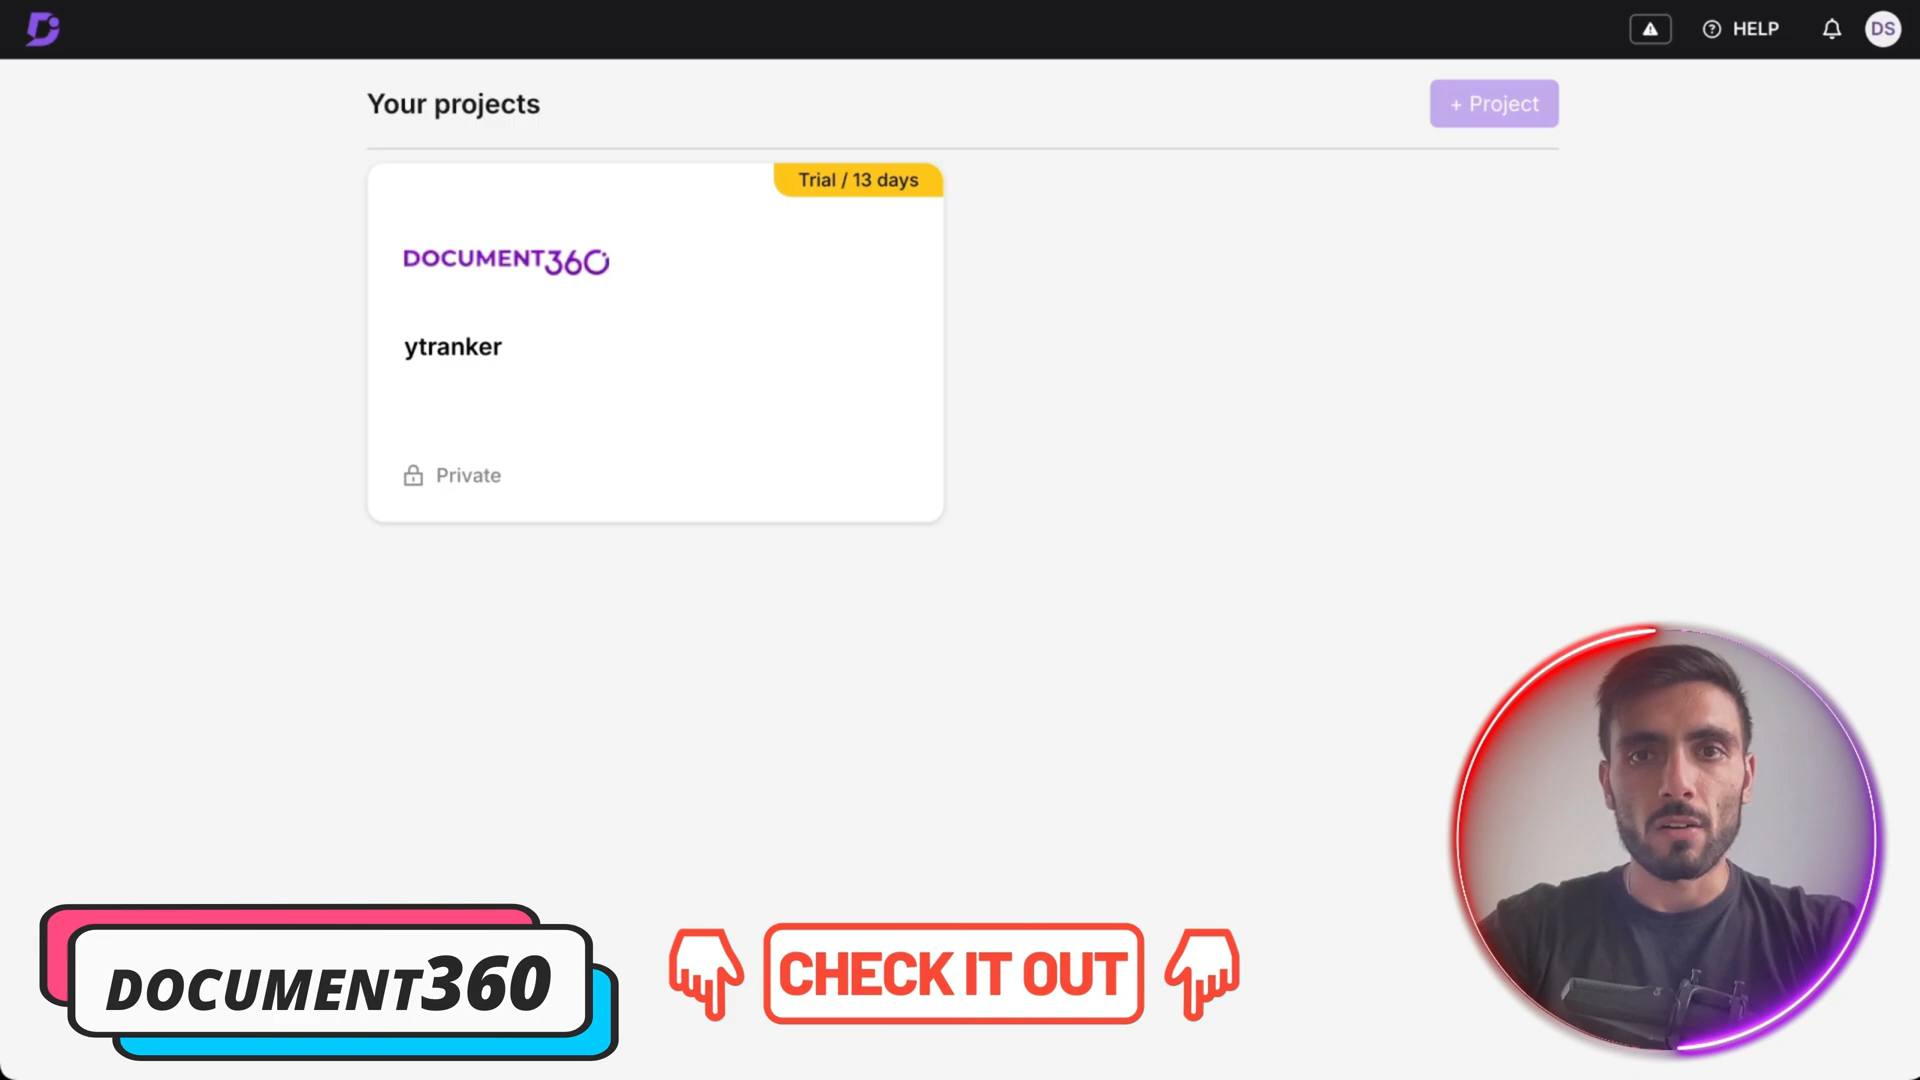 HELP
DS
Your projects
+ Project
Trial / 13 days
DOCUMENT360
ytranker
Private
DOCUMENT360
CHECK IT OUT